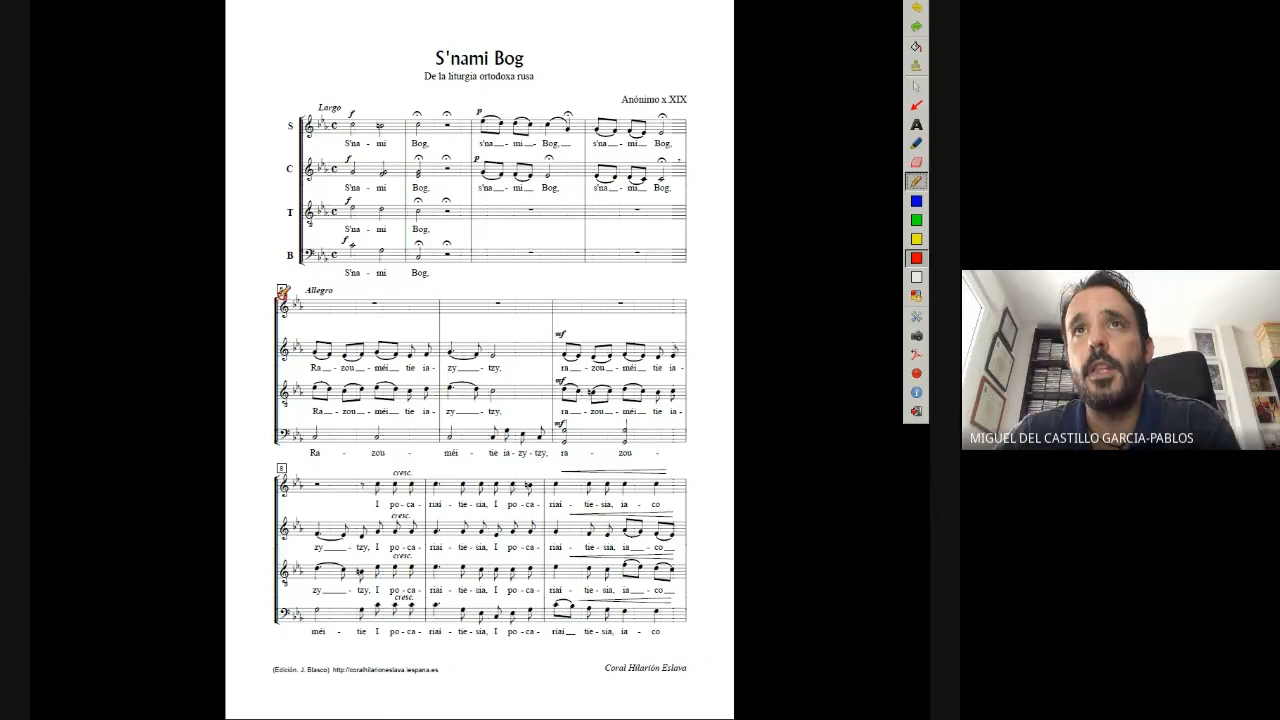 S'nami Bog
De la liturgia ortodoxa rusa
Anónimo x.XIX
Largo
f
p
S
S'na - mi Bog, s'na - mi - Bog, s'na - mi - Bog,
f
p
C
S'na - mi Bog, s'na - mi Bog, s'na - mi - Bog,
f
T
S'na - mi Bog,
f
B
S'na - mi Bog,
Allegro
mf
Ra - zou - méi tie ia - zy - tzy, ra - zou - méi tie ia -
mf
Ra - zou - méi tie ia - zy - tzy, ra - zou - méi tie ia -
mf
Ra - zou - méi - tie ia - zy - tzy, ra - zou -
8
cresc.
I po - ca - riai - tie - sia, I po - ca - riai - tie - sia, ia - co
cresc.
zy - tzy, I po - ca - riai - tie - sia, I po - ca - riai - tie - sia, ia - co
cresc.
zy - tzy, I po - ca - riai - tie - sia, I po - ca - riai - tie - sia, ia - co
cresc.
méi - tie I po - ca - riai - tie - sia, I po - ca - riai tie - sia, ia - co
(Edición. J. Blasco) http://coralhilarioneslava.iespana.es
Coral Hilarión Eslava
MIGUEL DEL CASTILLO GARCIA-PABLOS